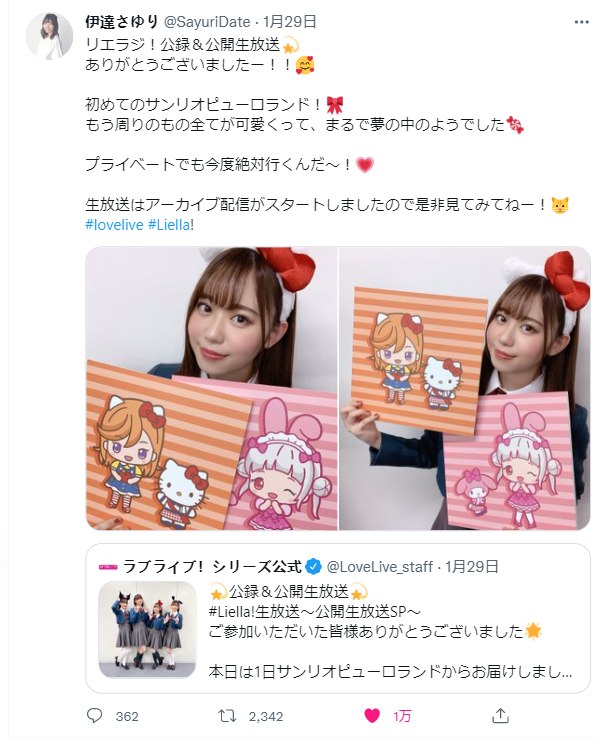 伊達さゆり @SayuriDate · 1月29日
リエラジ！公録＆公開生放送💫
ありがとうございましたー！！🥰
初めてのサンリオピューロランド！🎀
もう周りのもの全てが可愛くって、まるで夢の中のようでした🍬
プライベートでも今度絶対行くんだ〜！💗
生放送はアーカイブ配信がスタートしましたので是非見てみてねー！😺
#lovelive #Liella!
ラブライブ！シリーズ公式 @LoveLive_staff · 1月29日
💫公録＆公開生放送💫
#Liella!生放送〜公開生放送SP〜
ご参加いただいた皆様ありがとうございました🌟
本日は1日サンリオピューロランドからお届けしまし...
362 2,342 1万